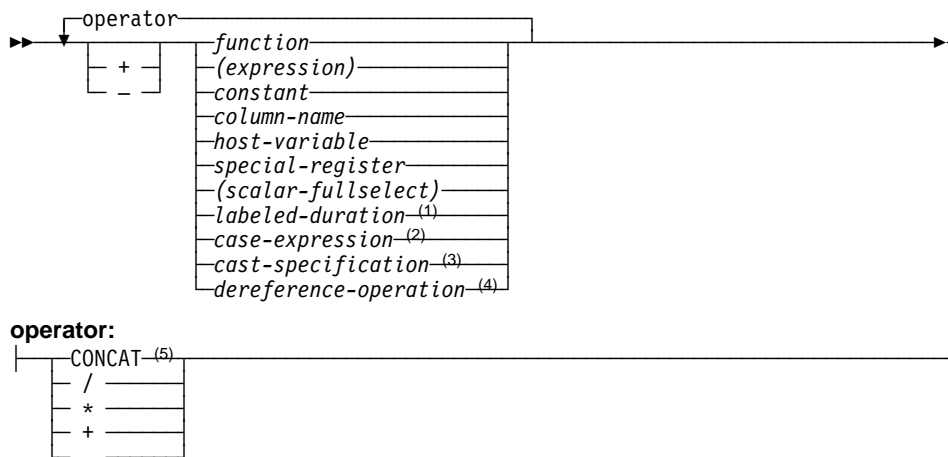 operator
function
+
(expression)
–
constant
column-name
host-variable
special-register
(scalar-fullselect)
labeled-duration (1)
case-expression (2)
cast-specification (3)
dereference-operation (4)
operator:
CONCAT (5)
/
*
+